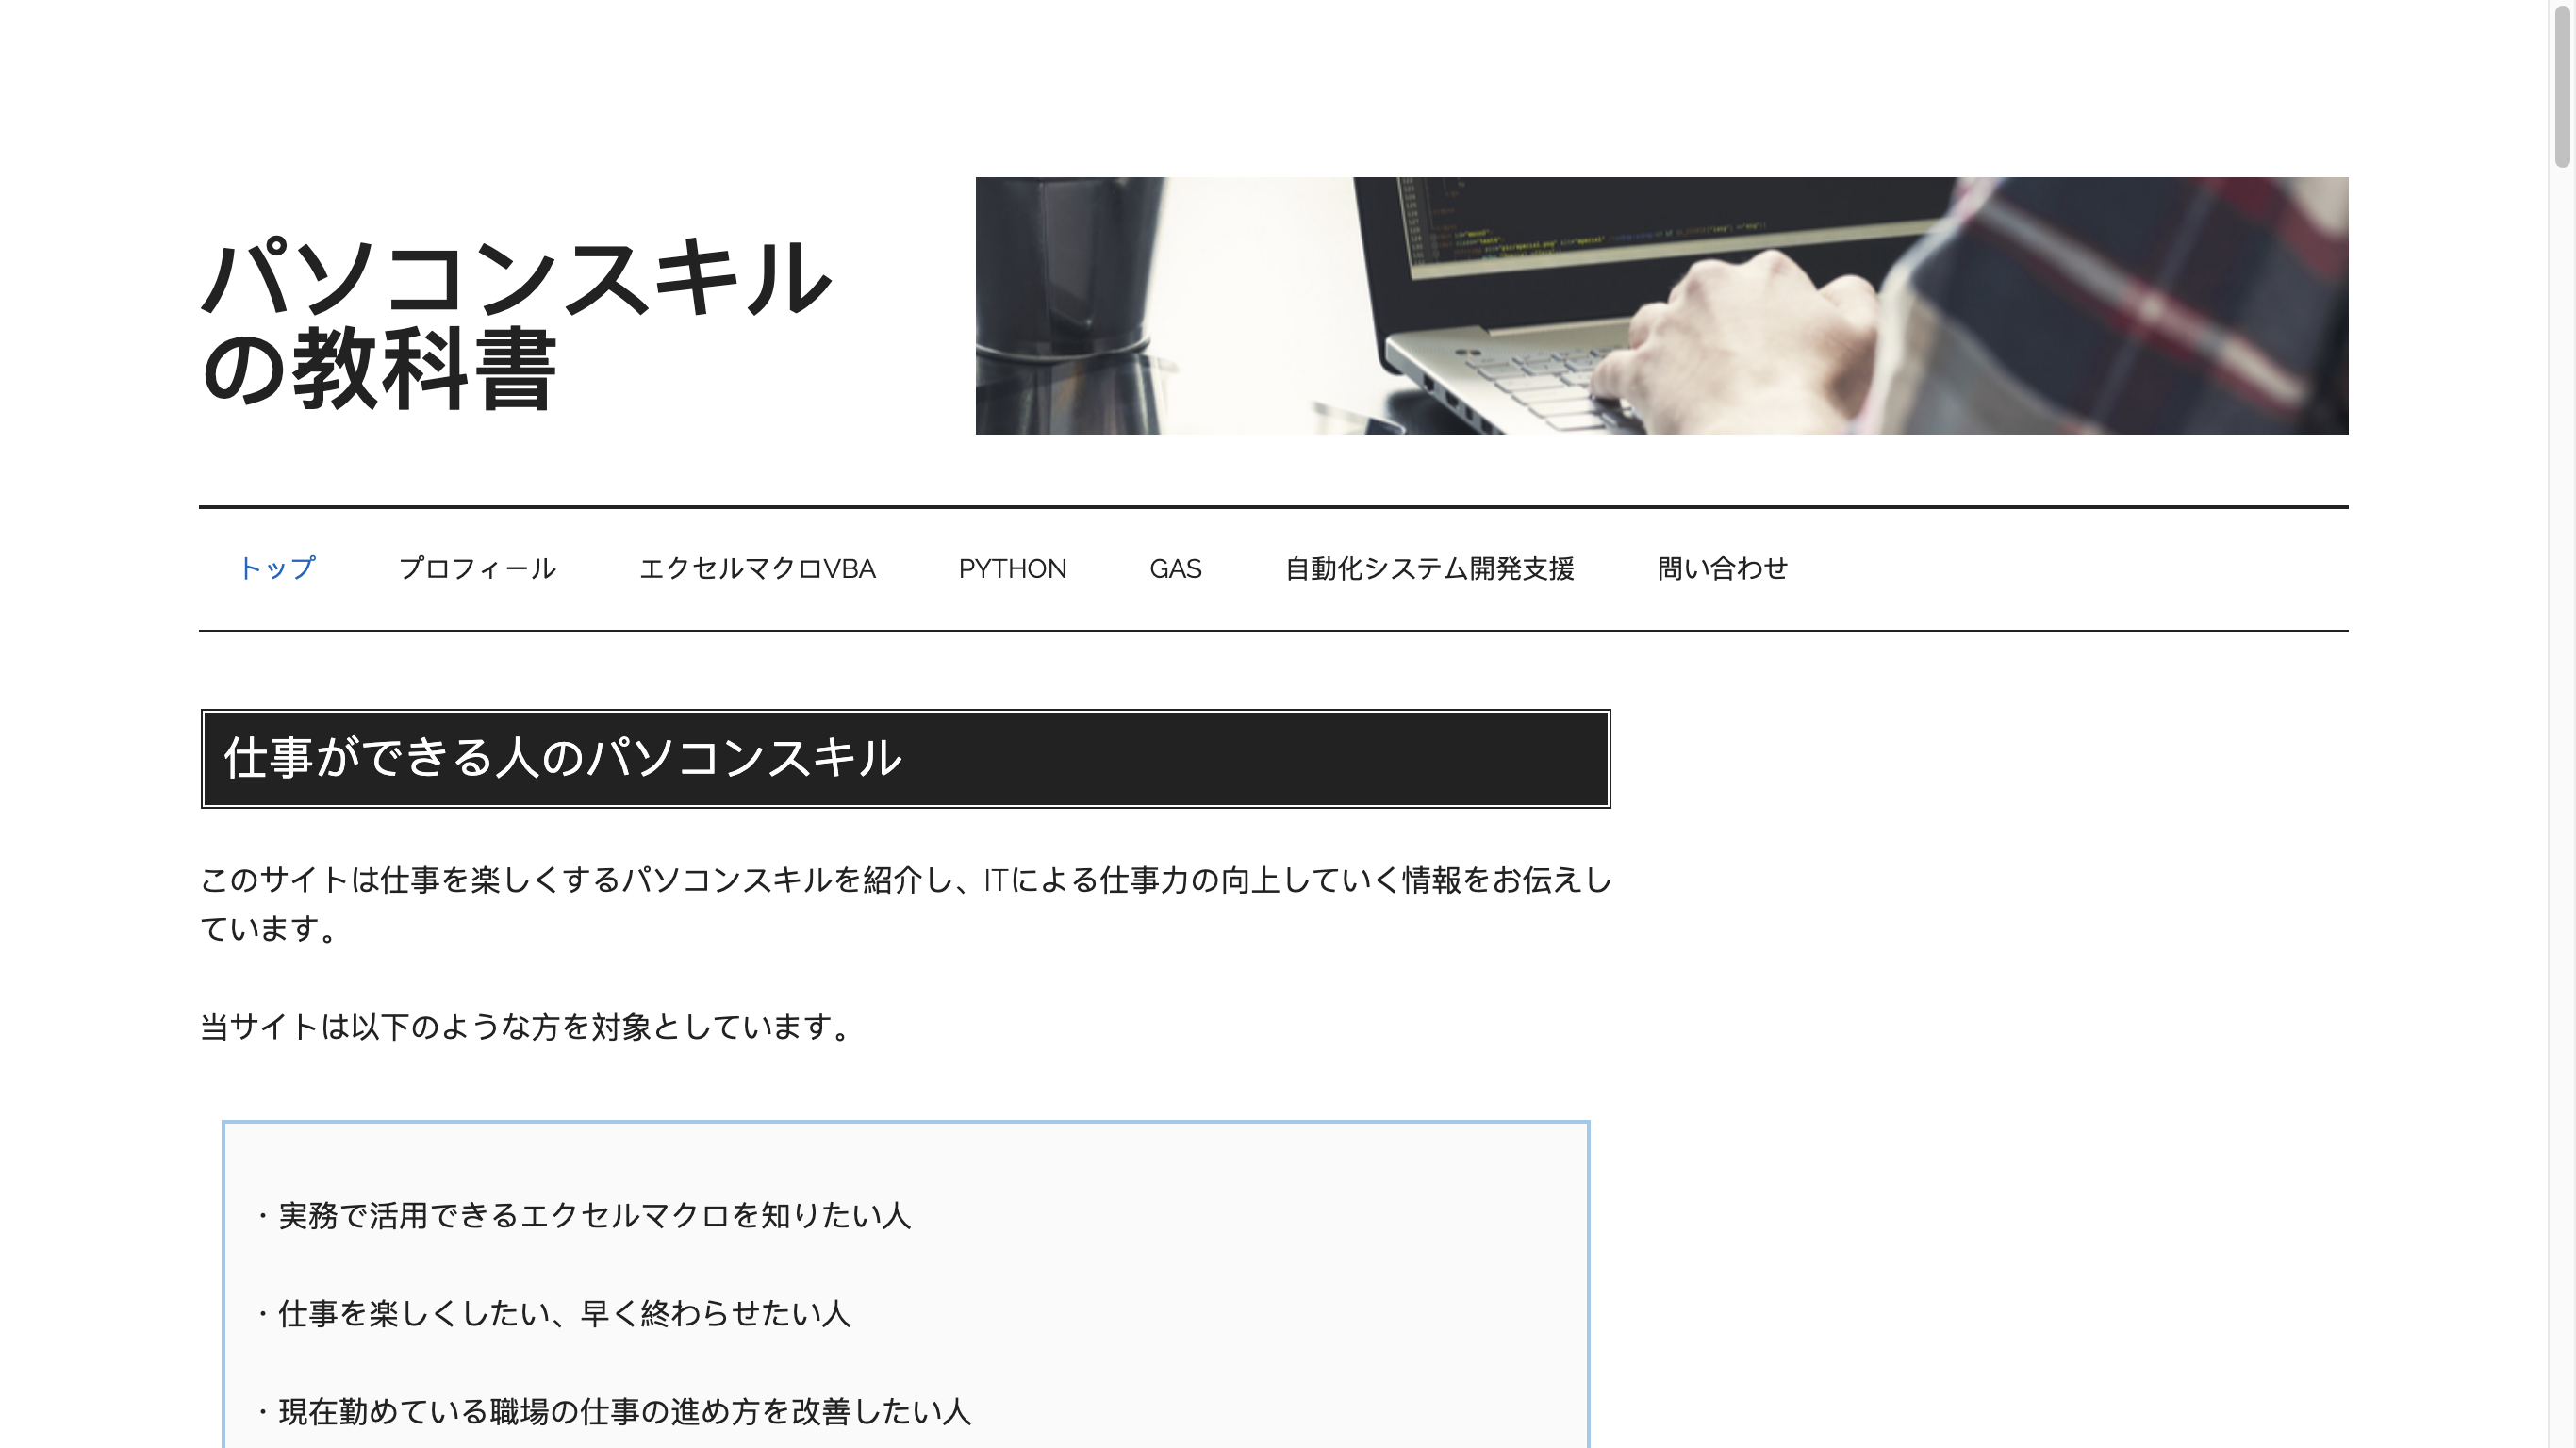 パソコンスキル
の教科書
トップ プロフィール エクセルマクロVBA PYTHON GAS 自動化システム開発支援 問い合わせ
仕事ができる人のパソコンスキル
このサイトは仕事を楽しくするパソコンスキルを紹介し、ITによる仕事力の向上していく情報をお伝えし
ています。
当サイトは以下のような方を対象としています。
・実務で活用できるエクセルマクロを知りたい人
・仕事を楽しくしたい、早く終わらせたい人
・現在勤めている職場の仕事の進め方を改善したい人